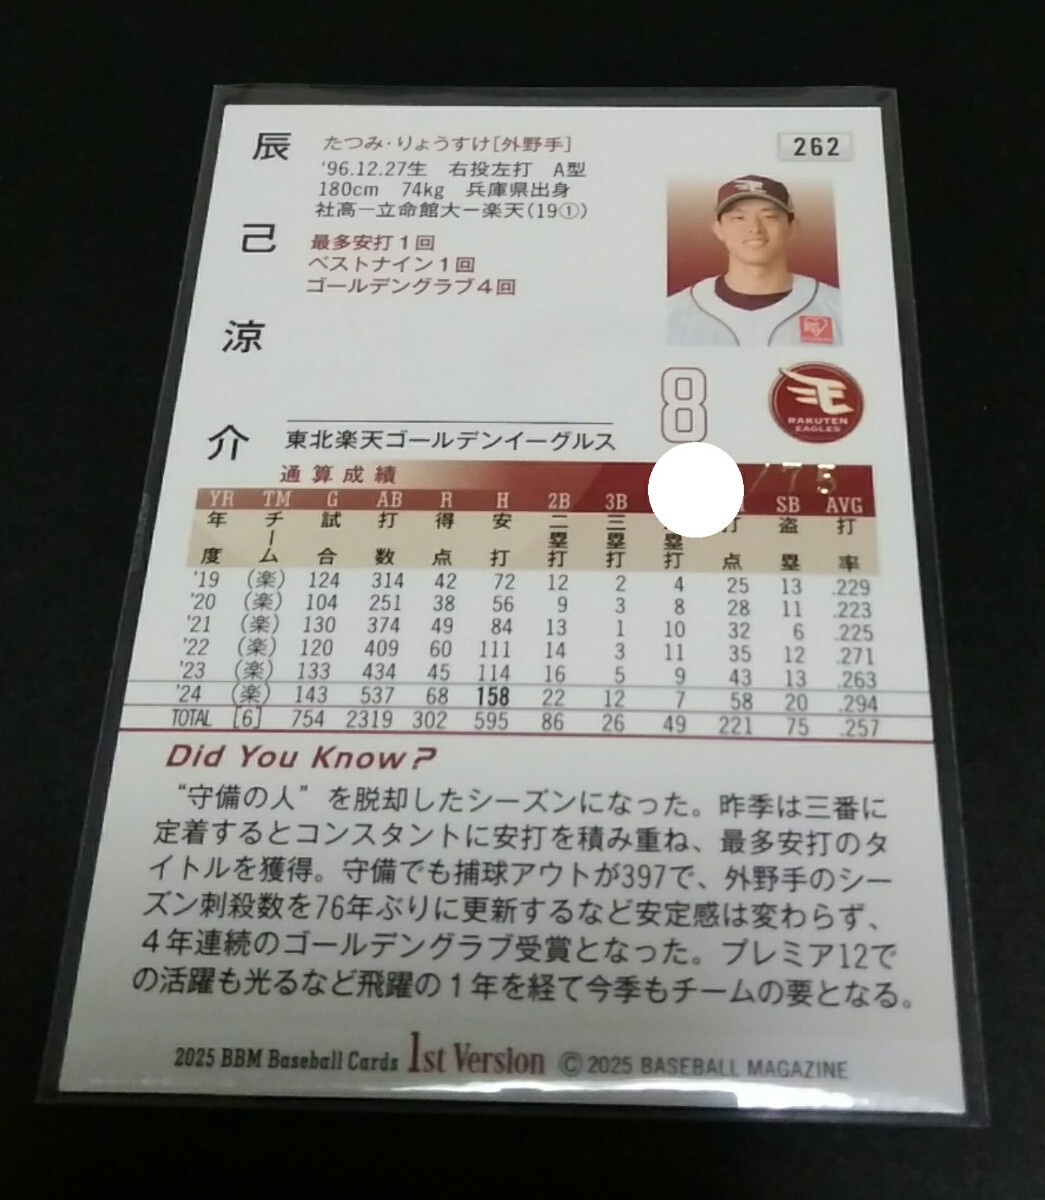 辰己涼介
たつみ・りょうすけ[外野手]
'96.12.27生 右投左打 A型
180cm 74kg 兵庫県出身
社高ー立命館大ー楽天(19①)
最多安打1回
ベストナイン1回
ゴールデングラブ4回
262
8
RAKUTEN
EAGLES
東北楽天ゴールデンイーグルス
通算成績
/75
YR TM G AB R H 2B 3B SB AVG
年度 チーム 試合 打数 得点 安打 二塁打 三塁打 塁打 打点 盗塁 打率
'19 (楽) 124 314 42 72 12 2 4 25 13 .229
'20 (楽) 104 251 38 56 9 3 8 28 11 .223
'21 (楽) 130 374 49 84 13 1 10 32 6 .225
'22 (楽) 120 409 60 111 14 3 11 35 12 .271
'23 (楽) 133 434 45 114 16 5 9 43 13 .263
'24 (楽) 143 537 68 158 22 12 7 58 20 .294
TOTAL [6] 754 2319 302 595 86 26 49 221 75 .257
Did You Know?
“守備の人”を脱却したシーズンになった。昨季は三番に
定着するとコンスタントに安打を積み重ね、最多安打のタ
イトルを獲得。守備でも捕球アウトが397で、外野手のシー
ズン刺殺数を76年ぶりに更新するなど安定感は変わらず、
4年連続のゴールデングラブ受賞となった。プレミア12で
の活躍も光るなど飛躍の1年を経て今季もチームの要となる。
2025 BBM Baseball Cards 1st Version © 2025 BASEBALL MAGAZINE